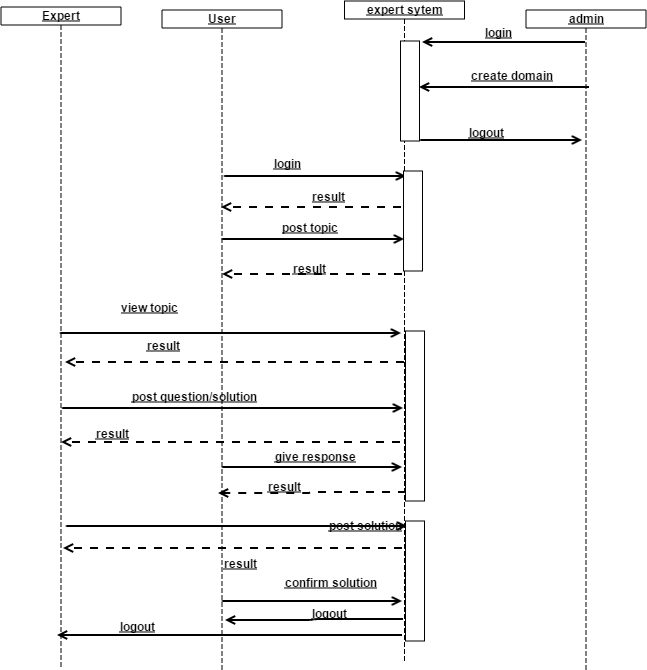 Expert
User
expert sytem
admin
login
create domain
logout
login
result
post topic
result
view topic
result
post question/solution
result
give response
result
post solution
result
confirm solution
logout
logout